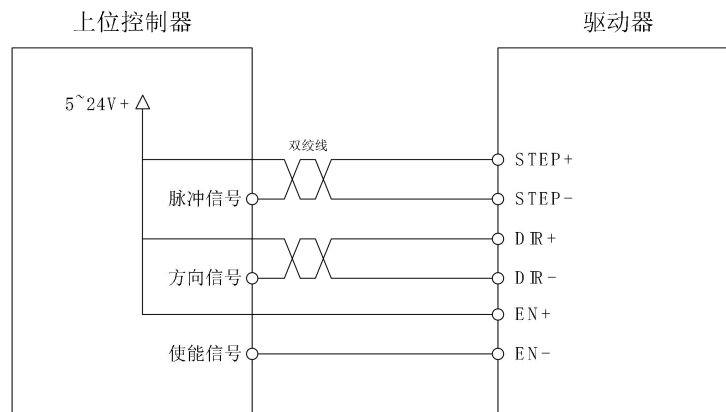 上位控制器
驱动器
5~24V+
双绞线
STEP+
脉冲信号
STEP-
DIR+
方向信号
DIR-
EN+
使能信号
EN-